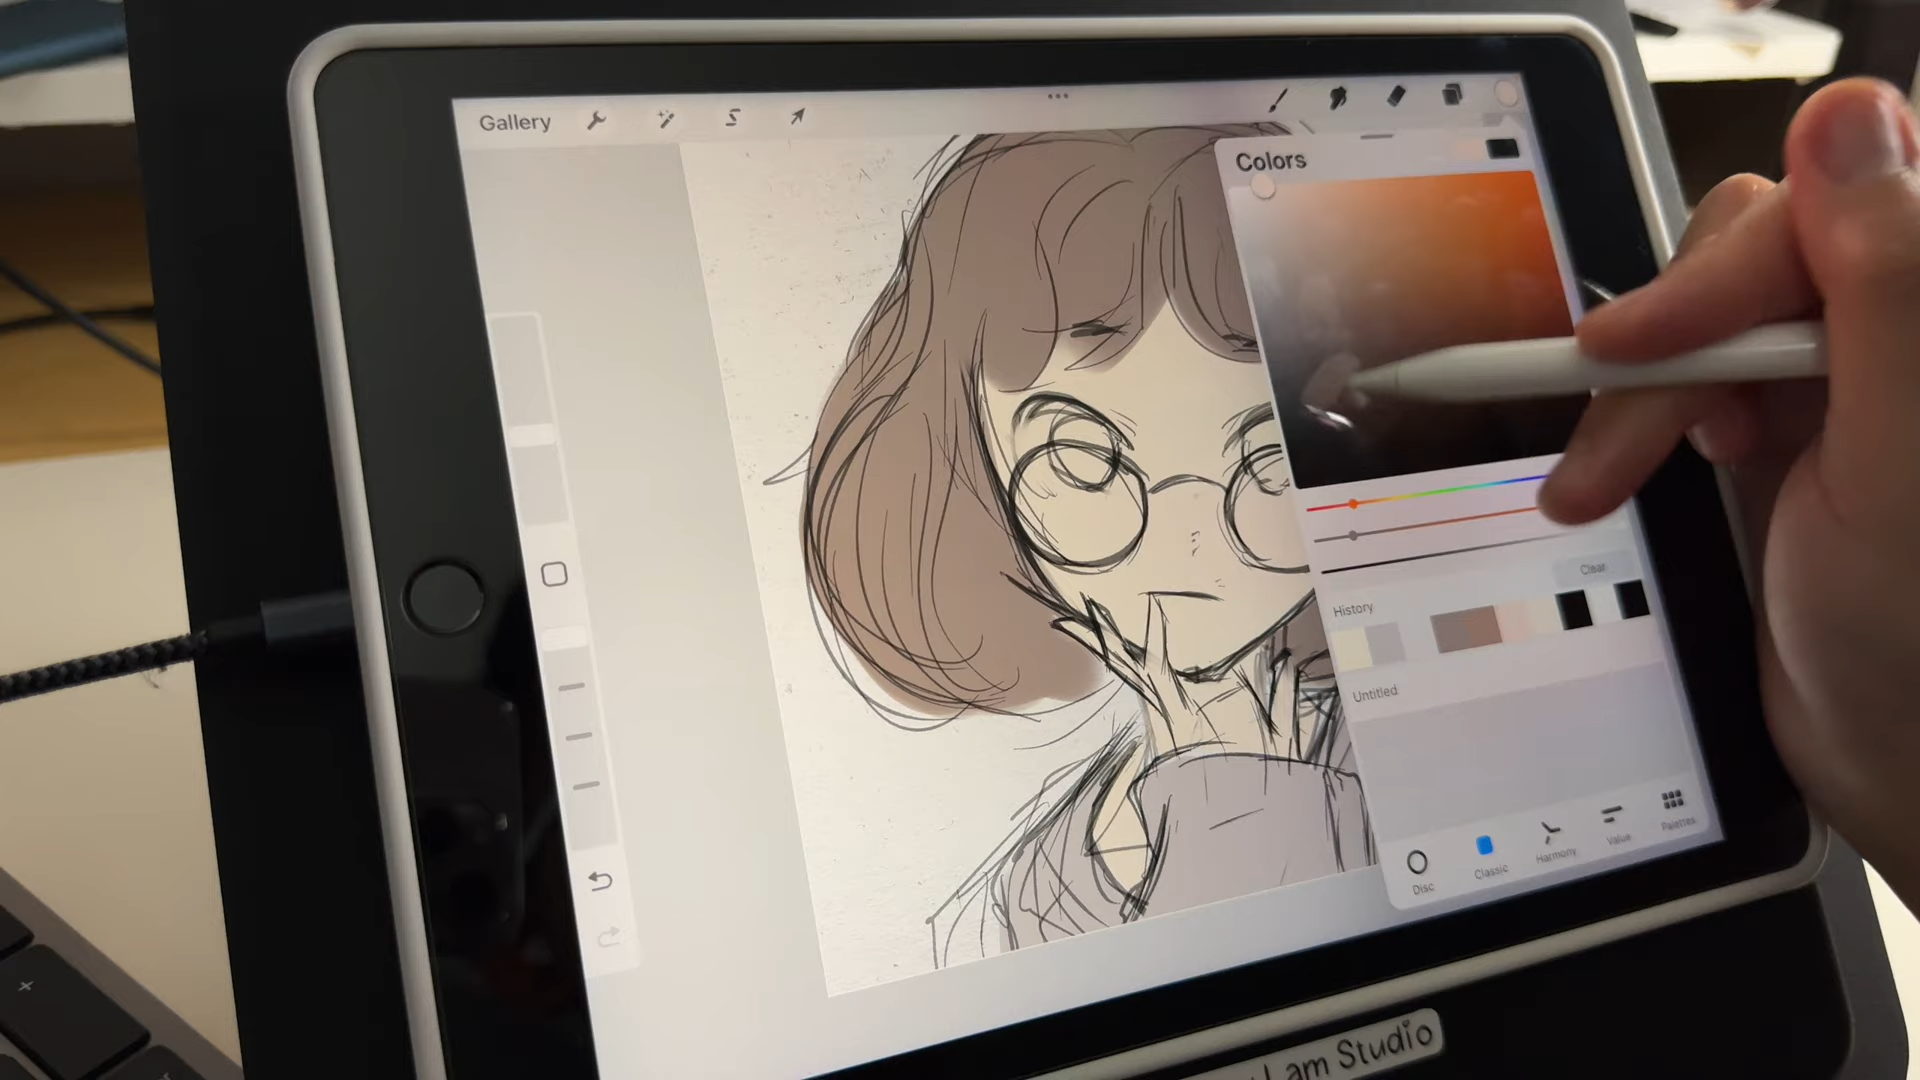 Gallery
Colors
Clear
History
Untitled
Disc
Classic
Harmony
Value
Palettes
Lam Studio
+